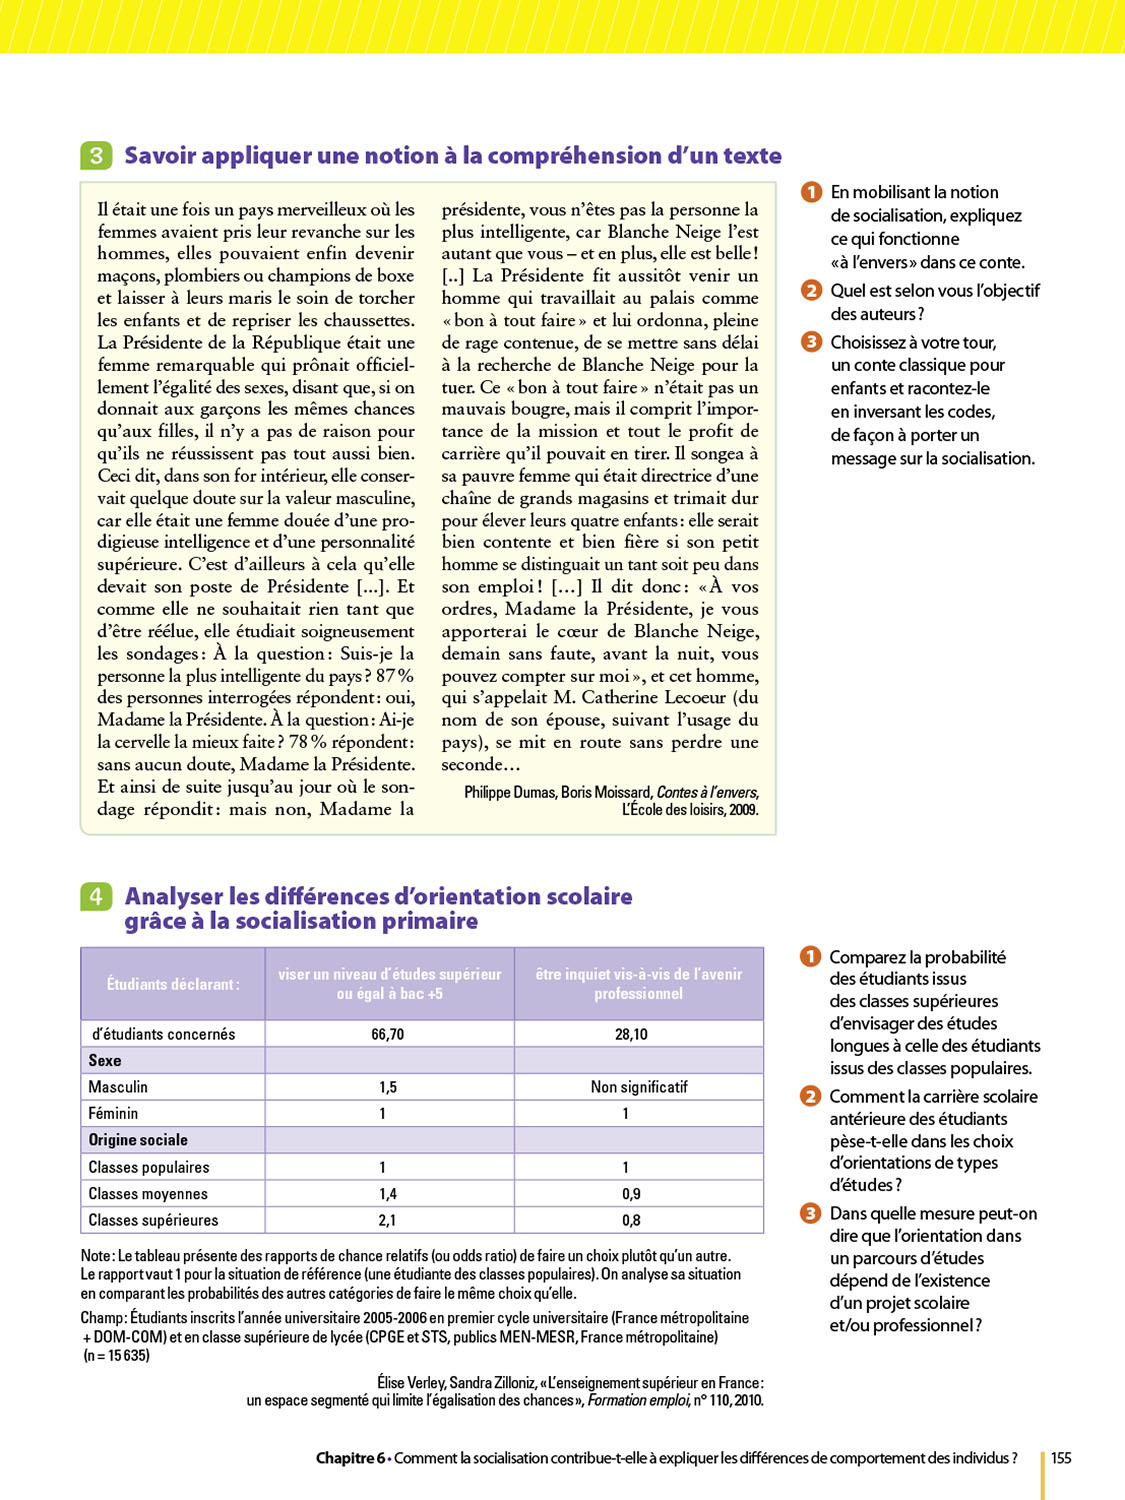 3 Savoir appliquer une notion à la compréhension d’un texte
Il était une fois un pays merveilleux où les
femmes avaient pris leur revanche sur les
hommes, elles pouvaient enfin devenir
maçons, plombiers ou champions de boxe
et laisser à leurs maris le soin de torcher
les enfants et de repriser les chaussettes.
La Présidente de la République était une
femme remarquable qui prônait officiel-
lement l’égalité des sexes, disant que, si on
donnait aux garçons les mêmes chances
qu’aux filles, il n’y a pas de raison pour
qu’ils ne réussissent pas tout aussi bien.
Ceci dit, dans son for intérieur, elle conser-
vait quelque doute sur la valeur masculine,
car elle était une femme douée d’une pro-
digieuse intelligence et d’une personnalité
supérieure. C’est d’ailleurs à cela qu’elle
devait son poste de Présidente [...]. Et
comme elle ne souhaitait rien tant que
d’être réélue, elle étudiait soigneusement
les sondages : À la question : Suis-je la
personne la plus intelligente du pays ? 87 %
des personnes interrogées répondent : oui,
Madame la Présidente. À la question : Ai-je
la cervelle la mieux faite ? 78 % répondent :
sans aucun doute, Madame la Présidente.
Et ainsi de suite jusqu’au jour où le son-
dage répondit : mais non, Madame la
présidente, vous n’êtes pas la personne la
plus intelligente, car Blanche Neige l’est
autant que vous – et en plus, elle est belle !
[..] La Présidente fit aussitôt venir un
homme qui travaillait au palais comme
« bon à tout faire » et lui ordonna, pleine
de rage contenue, de se mettre sans délai
à la recherche de Blanche Neige pour la
tuer. Ce « bon à tout faire » n’était pas un
mauvais bougre, mais il comprit l’impor-
tance de la mission et tout le profit de
carrière qu’il pouvait en tirer. Il songea à
sa pauvre femme qui était directrice d’une
chaîne de grands magasins et trimait dur
pour élever leurs quatre enfants : elle serait
bien contente et bien fière si son petit
homme se distinguait un tant soit peu dans
son emploi ! […] Il dit donc : « À vos
ordres, Madame la Présidente, je vous
apporterai le cœur de Blanche Neige,
demain sans faute, avant la nuit, vous
pouvez compter sur moi », et cet homme,
qui s’appelait M. Catherine Lecoeur (du
nom de son épouse, suivant l’usage du
pays), se mit en route sans perdre une
seconde…
Philippe Dumas, Boris Moissard, Contes à l’envers,
L’École des loisirs, 2009.
1 En mobilisant la notion
de socialisation, expliquez
ce qui fonctionne
« à l’envers » dans ce conte.
2 Quel est selon vous l’objectif
des auteurs ?
3 Choisissez à votre tour,
un conte classique pour
enfants et racontez-le
en inversant les codes,
de façon à porter un
message sur la socialisation.
4 Analyser les différences d’orientation scolaire
grâce à la socialisation primaire
Étudiants déclarant : viser un niveau d’études supérieur ou égal à bac +5 être inquiet vis-à-vis de l’avenir professionnel
d’étudiants concernés 66,70 28,10
Sexe
Masculin 1,5 Non significatif
Féminin 1 1
Origine sociale
Classes populaires 1 1
Classes moyennes 1,4 0,9
Classes supérieures 2,1 0,8
Note : Le tableau présente des rapports de chance relatifs (ou odds ratio) de faire un choix plutôt qu’un autre.
Le rapport vaut 1 pour la situation de référence (une étudiante des classes populaires). On analyse sa situation
en comparant les probabilités des autres catégories de faire le même choix qu’elle.
Champ : Étudiants inscrits l’année universitaire 2005-2006 en premier cycle universitaire (France métropolitaine
+ DOM-COM) et en classe supérieure de lycée (CPGE et STS, publics MEN-MESR, France métropolitaine)
(n = 15 635)
Élise Verley, Sandra Zilloniz, « L’enseignement supérieur en France :
un espace segmenté qui limite l’égalisation des chances », Formation emploi, n° 110, 2010.
1 Comparez la probabilité
des étudiants issus
des classes supérieures
d’envisager des études
longues à celle des étudiants
issus des classes populaires.
2 Comment la carrière scolaire
antérieure des étudiants
pèse-t-elle dans les choix
d’orientations de types
d’études ?
3 Dans quelle mesure peut-on
dire que l’orientation dans
un parcours d’études
dépend de l’existence
d’un projet scolaire
et/ou professionnel ?
Chapitre 6 • Comment la socialisation contribue-t-elle à expliquer les différences de comportement des individus ? 155